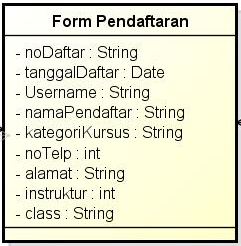 Form Pendaftaran
- noDaftar : String
- tanggalDaftar : Date
- Username : String
- namaPendaftar : String
- kategoriKursus : String
- noTelp : int
- alamat : String
- instruktur : int
- class : String